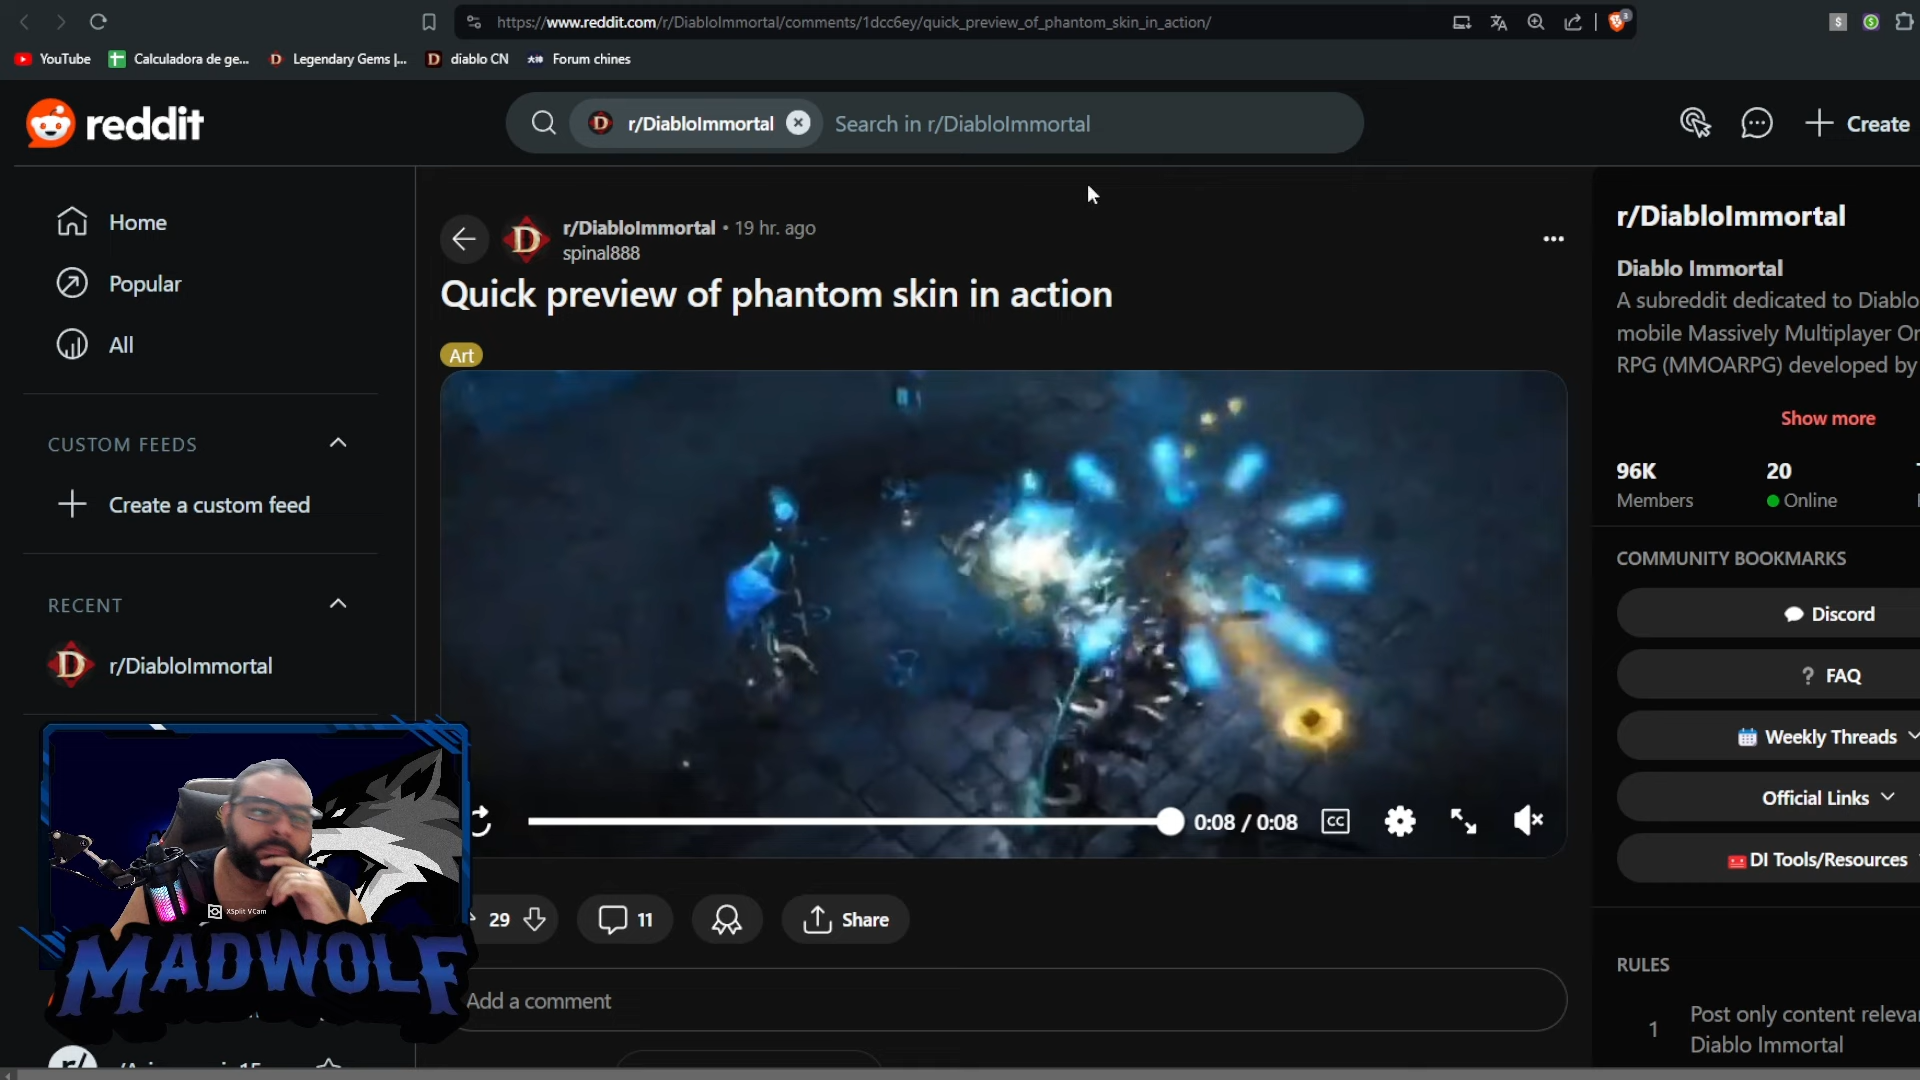 https://www.reddit.com/r/DiabloImmortal/comments/1dcc6ey/quick_preview_of_phantom_skin_in_action/
YouTube
Calculadora de ge...
Legendary Gems |...
diablo CN
Forum chines
reddit
r/DiabloImmortal
Search in r/DiabloImmortal
Create
Home
Popular
All
CUSTOM FEEDS
Create a custom feed
RECENT
r/DiabloImmortal
r/DiabloImmortal • 19 hr. ago
spinal888
Quick preview of phantom skin in action
Art
0:08 / 0:08
CC
29
11
Share
Add a comment
XSplit VCam
MADWOLF
r/DiabloImmortal
Diablo Immortal
A subreddit dedicated to Diablo
mobile Massively Multiplayer On
RPG (MMOARPG) developed by
Show more
96K
Members
20
Online
COMMUNITY BOOKMARKS
Discord
? FAQ
Weekly Threads
Official Links
DI Tools/Resources
RULES
1
Post only content releva
Diablo Immortal